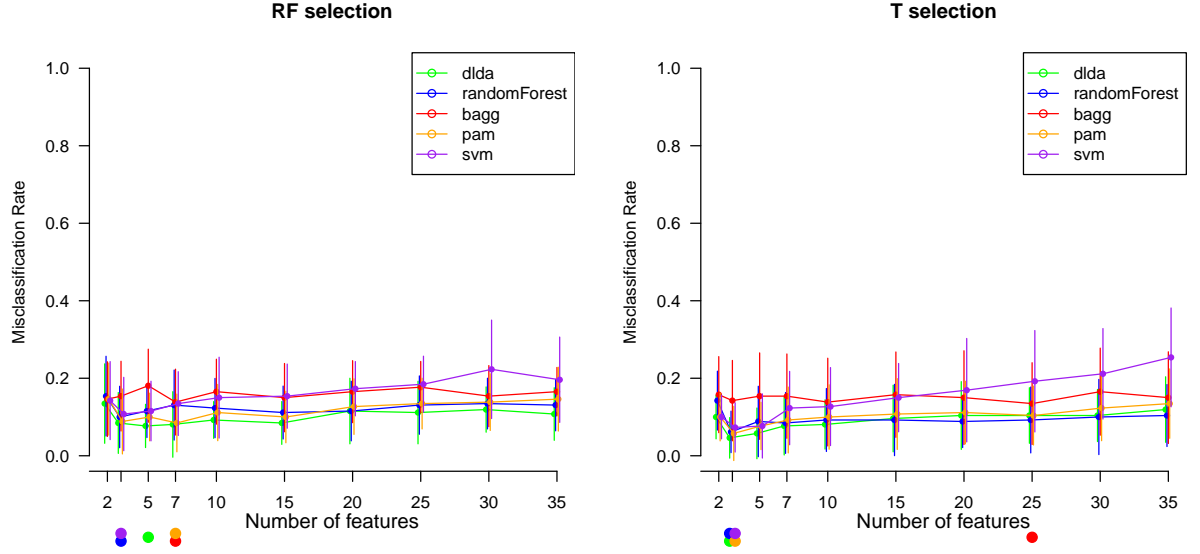 RF selection
1.0
0.8
0.6
0.4
0.2
0.0
Misclassification Rate
dlda
randomForest
bagg
pam
svm
2 5 7 10 15 20 25 30 35
Number of features
T selection
1.0
0.8
0.6
0.4
0.2
0.0
Misclassification Rate
dlda
randomForest
bagg
pam
svm
2 5 7 10 15 20 25 30 35
Number of features